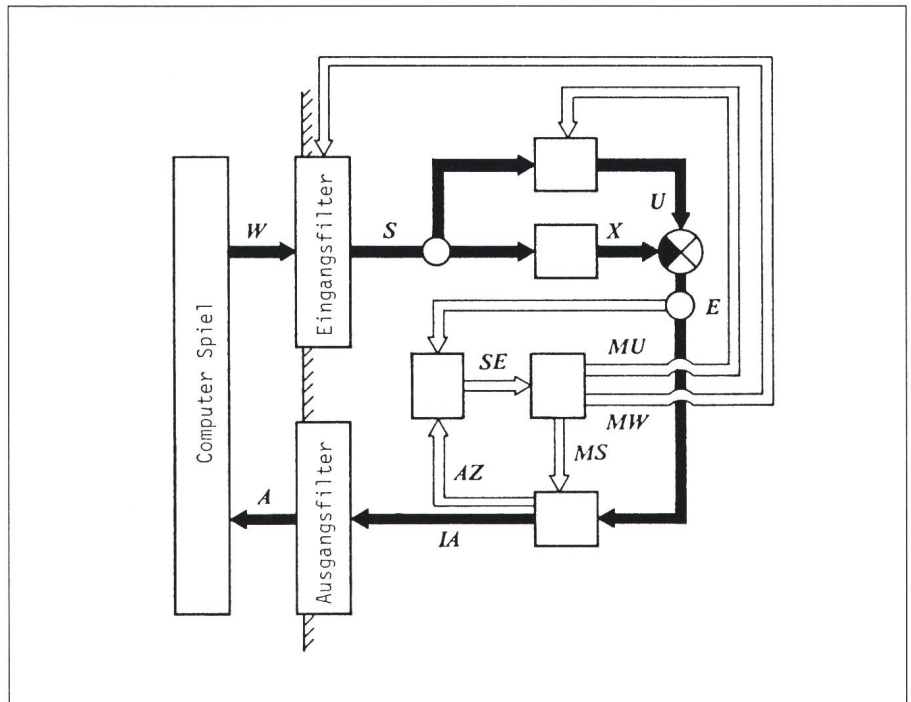 Computer Spiel
W
Eingangsfilter
S
U
X
E
SE
MU
MW
MS
AZ
A
Ausgangsfilter
IA